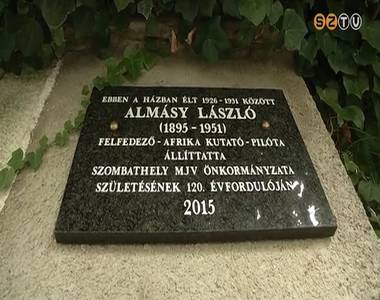 SZTV
EBBEN A HÁZBAN ÉLT 1926-1931 KÖZÖTT
ALMÁSY LÁSZLÓ
(1895-1951)
FELFEDEZŐ-AFRIKA KUTATÓ-PILÓTA
ÁLLÍTTATTA
SZOMBATHELY MJV ÖNKORMÁNYZATA
SZÜLETÉSÉNEK 120. ÉVFORDULÓJÁN
2015